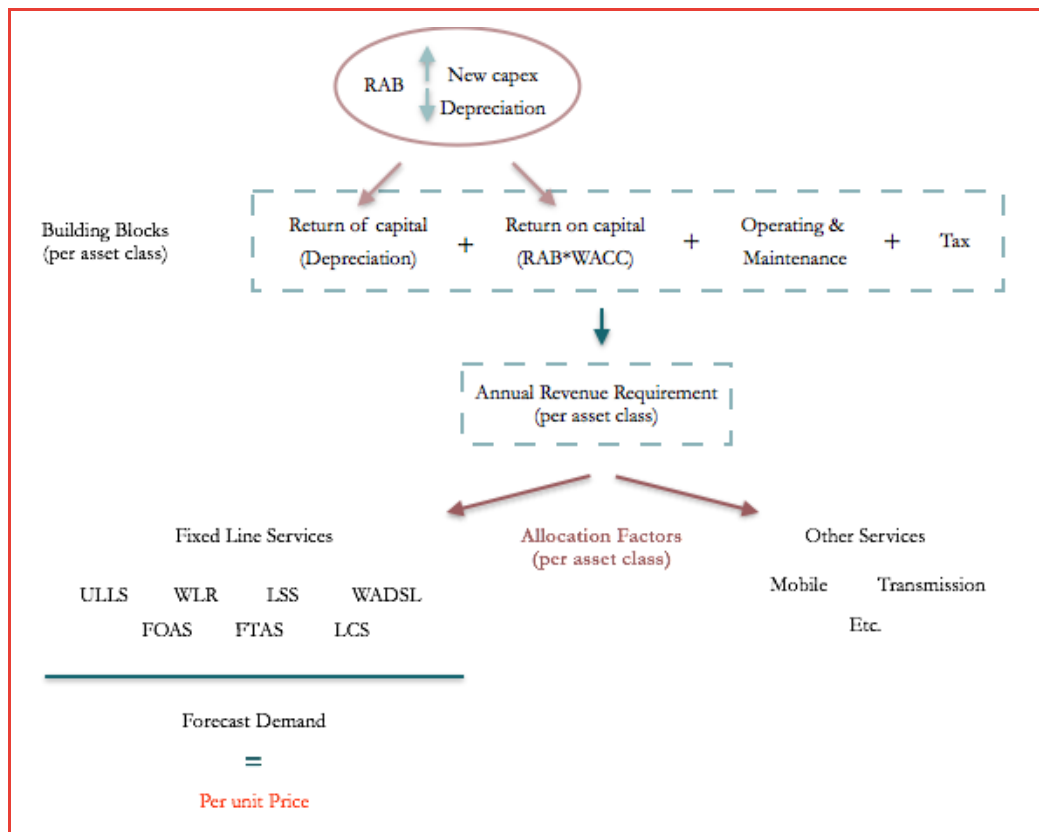 RAB
New capex
Depreciation
Building Blocks
(per asset class)
Return of capital
(Depreciation)
+
Return on capital
(RAB*WACC)
+
Operating &
Maintenance
+
Tax
Annual Revenue Requirement
(per asset class)
Fixed Line Services
Allocation Factors
(per asset class)
Other Services
ULLS WLR LSS WADSL
FOAS FTAS LCS
Mobile Transmission
Etc.
Forecast Demand
=
Per unit Price